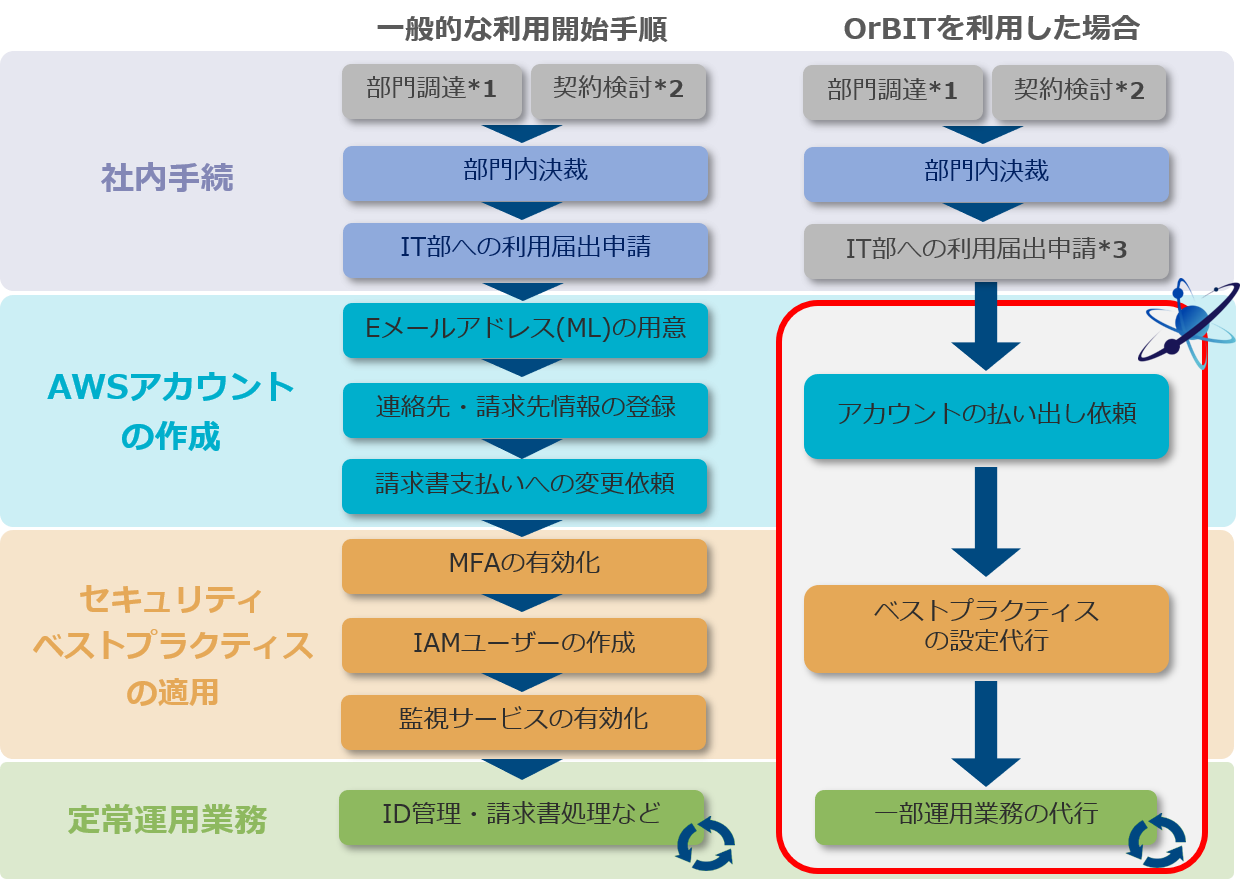 一般的な利用開始手順
OrBITを利用した場合
社内手続
部門調達*1
契約検討*2
部門内決裁
IT部への利用届出申請
部門調達*1
契約検討*2
部門内決裁
IT部への利用届出申請*3
AWSアカウント
の作成
Eメールアドレス(ML)の用意
連絡先・請求先情報の登録
請求書支払いへの変更依頼
アカウントの払い出し依頼
セキュリティ
ベストプラクティス
の適用
MFAの有効化
IAMユーザーの作成
監視サービスの有効化
ベストプラクティス
の設定代行
定常運用業務
ID管理・請求書処理など
一部運用業務の代行